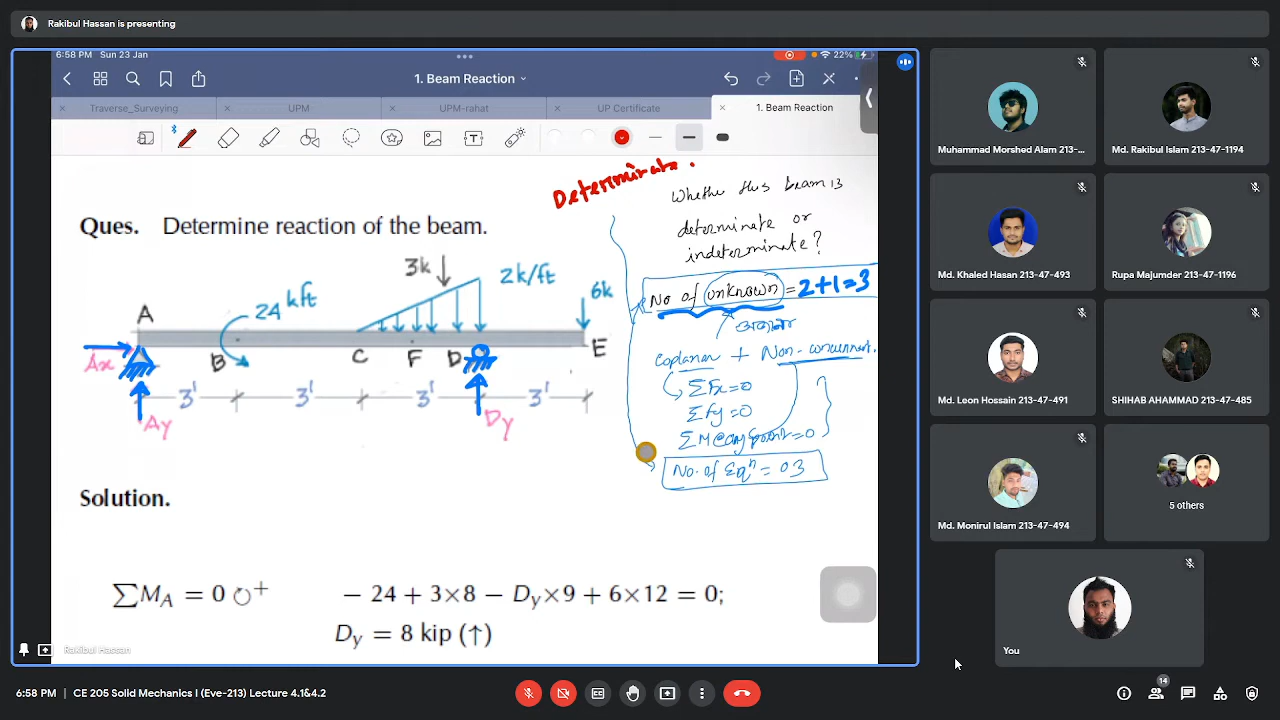 Rakibul Hassan is presenting
6:58 PM Sun 23 Jan
22%
1. Beam Reaction
Traverse_Surveying
UPM
UPM-rahat
UP Certificate
1. Beam Reaction
Determinate.
Whethe this beam is
determinate or
indeterminate?
Ques. Determine reaction of the beam.
No of unknown = 2+1=3
coplanar + Non-concurrent.
ΣFx=0
ΣFy=0
ΣM@any point=0
No. of Eqn = 03
3k
2k/ft
6k
24 kft
A
B
C
F
D
E
Ax
Ay
Dy
3' 3' 3' 3'
Solution.
∑MA = 0 ↻+ − 24 + 3×8 − Dy×9 + 6×12 = 0;
Dy = 8 kip (↑)
Rakibul Hassan
Muhammad Morshed Alam 213-...
Md. Rakibul Islam 213-47-1194
Md. Khaled Hasan 213-47-493
Rupa Majumder 213-47-1196
Md. Leon Hossain 213-47-491
SHIHAB AHAMMAD 213-47-485
Md. Monirul Islam 213-47-494
5 others
You
6:58 PM | CE 205 Solid Mechanics I (Eve-213) Lecture 4.1&4.2
14